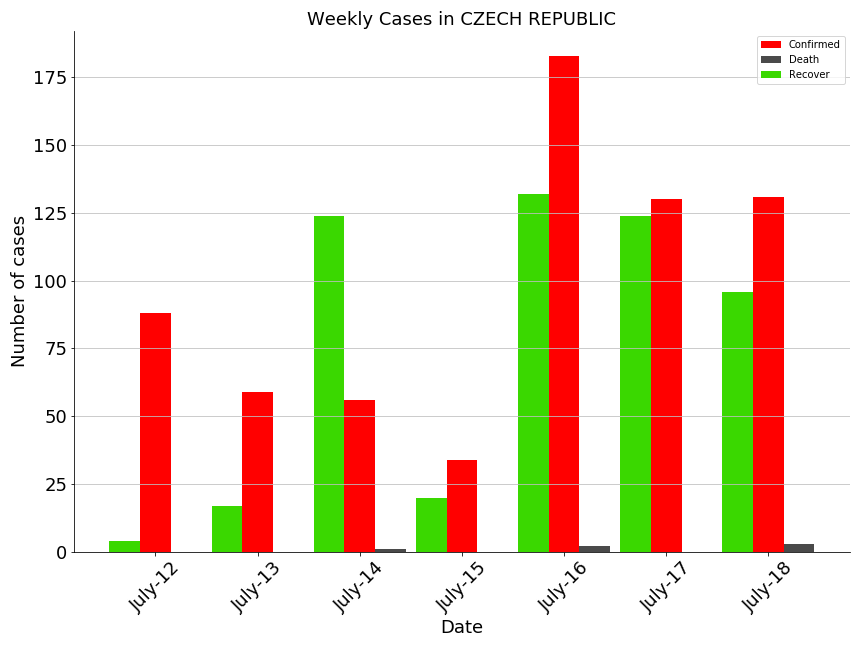 Weekly Cases in CZECH REPUBLIC
Confirmed
Death
Recover
Number of cases
175
150
125
100
75
50
25
0
July-12
July-13
July-14
July-15
July-16
July-17
July-18
Date